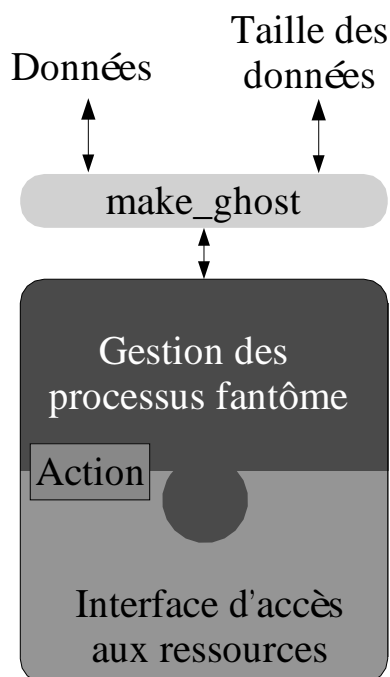 Données
Taille des
données
make_ghost
Gestion des
processus fantôme
Action
Interface d'accès
aux ressources